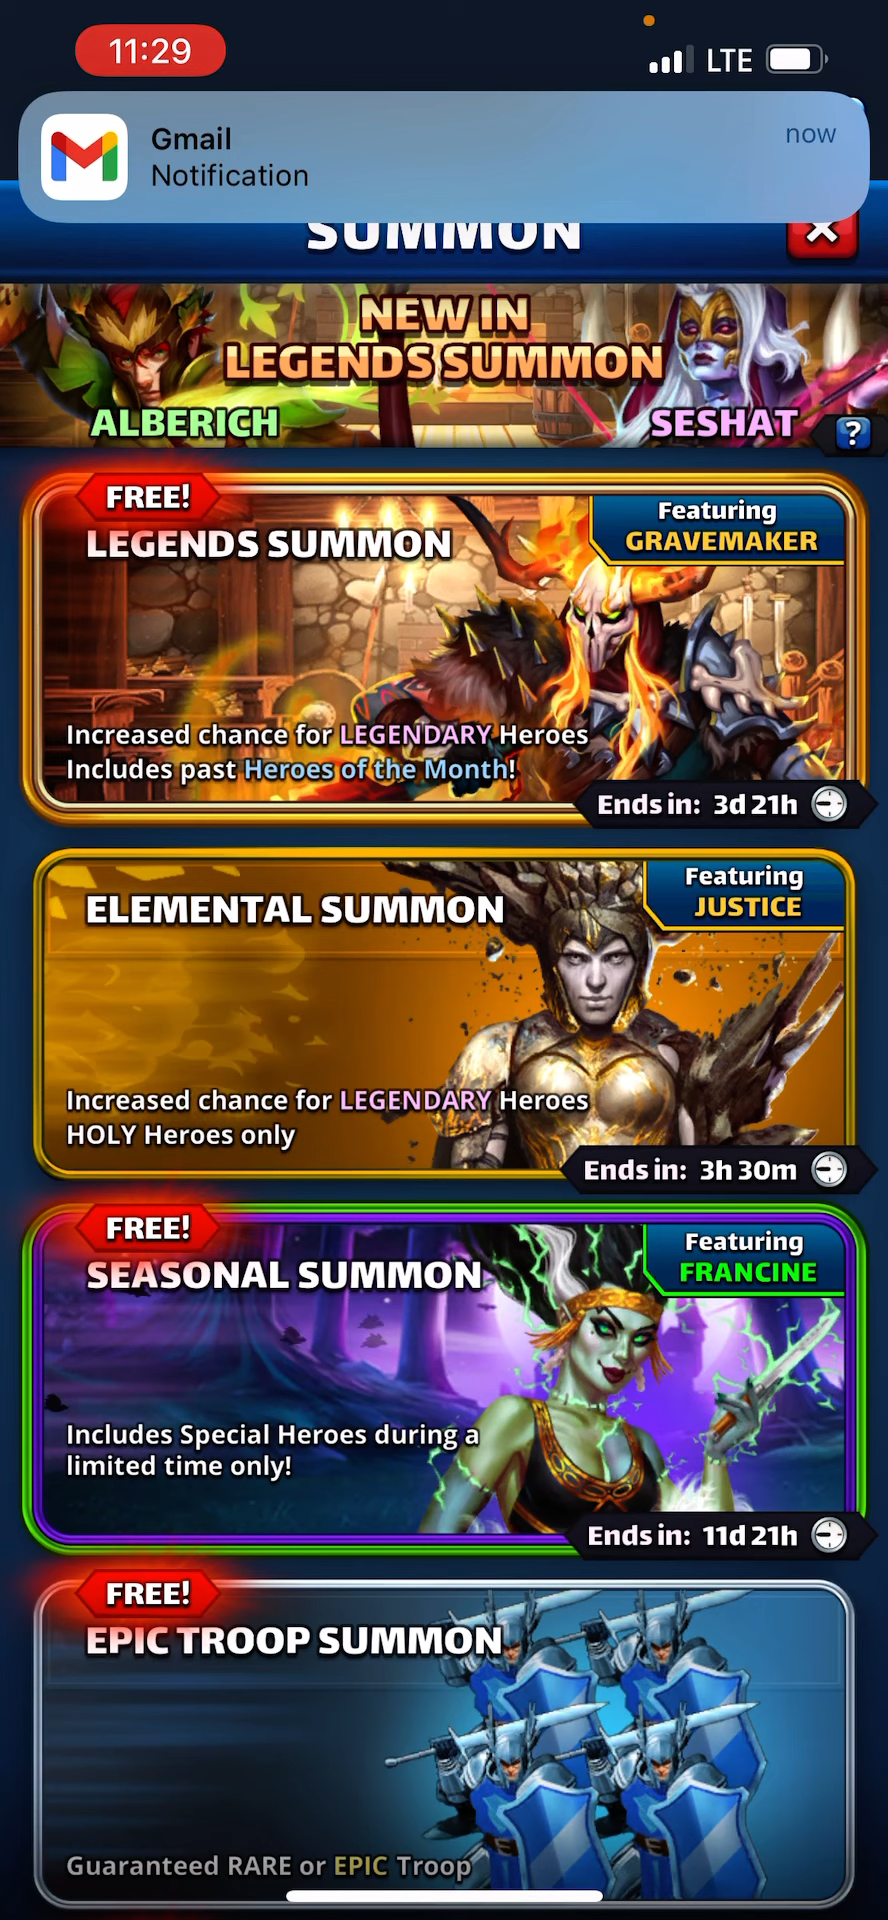 11:29
LTE
Gmail
now
Notification
SUMMON
NEW IN
LEGENDS SUMMON
ALBERICH
SESHAT
?
FREE!
LEGENDS SUMMON
Featuring
GRAVEMAKER
Increased chance for LEGENDARY Heroes
Includes past Heroes of the Month!
Ends in: 3d 21h
ELEMENTAL SUMMON
Featuring
JUSTICE
Increased chance for LEGENDARY Heroes
HOLY Heroes only
Ends in: 3h 30m
FREE!
SEASONAL SUMMON
Featuring
FRANCINE
Includes Special Heroes during a
limited time only!
Ends in: 11d 21h
FREE!
EPIC TROOP SUMMON
Guaranteed RARE or EPIC Troop